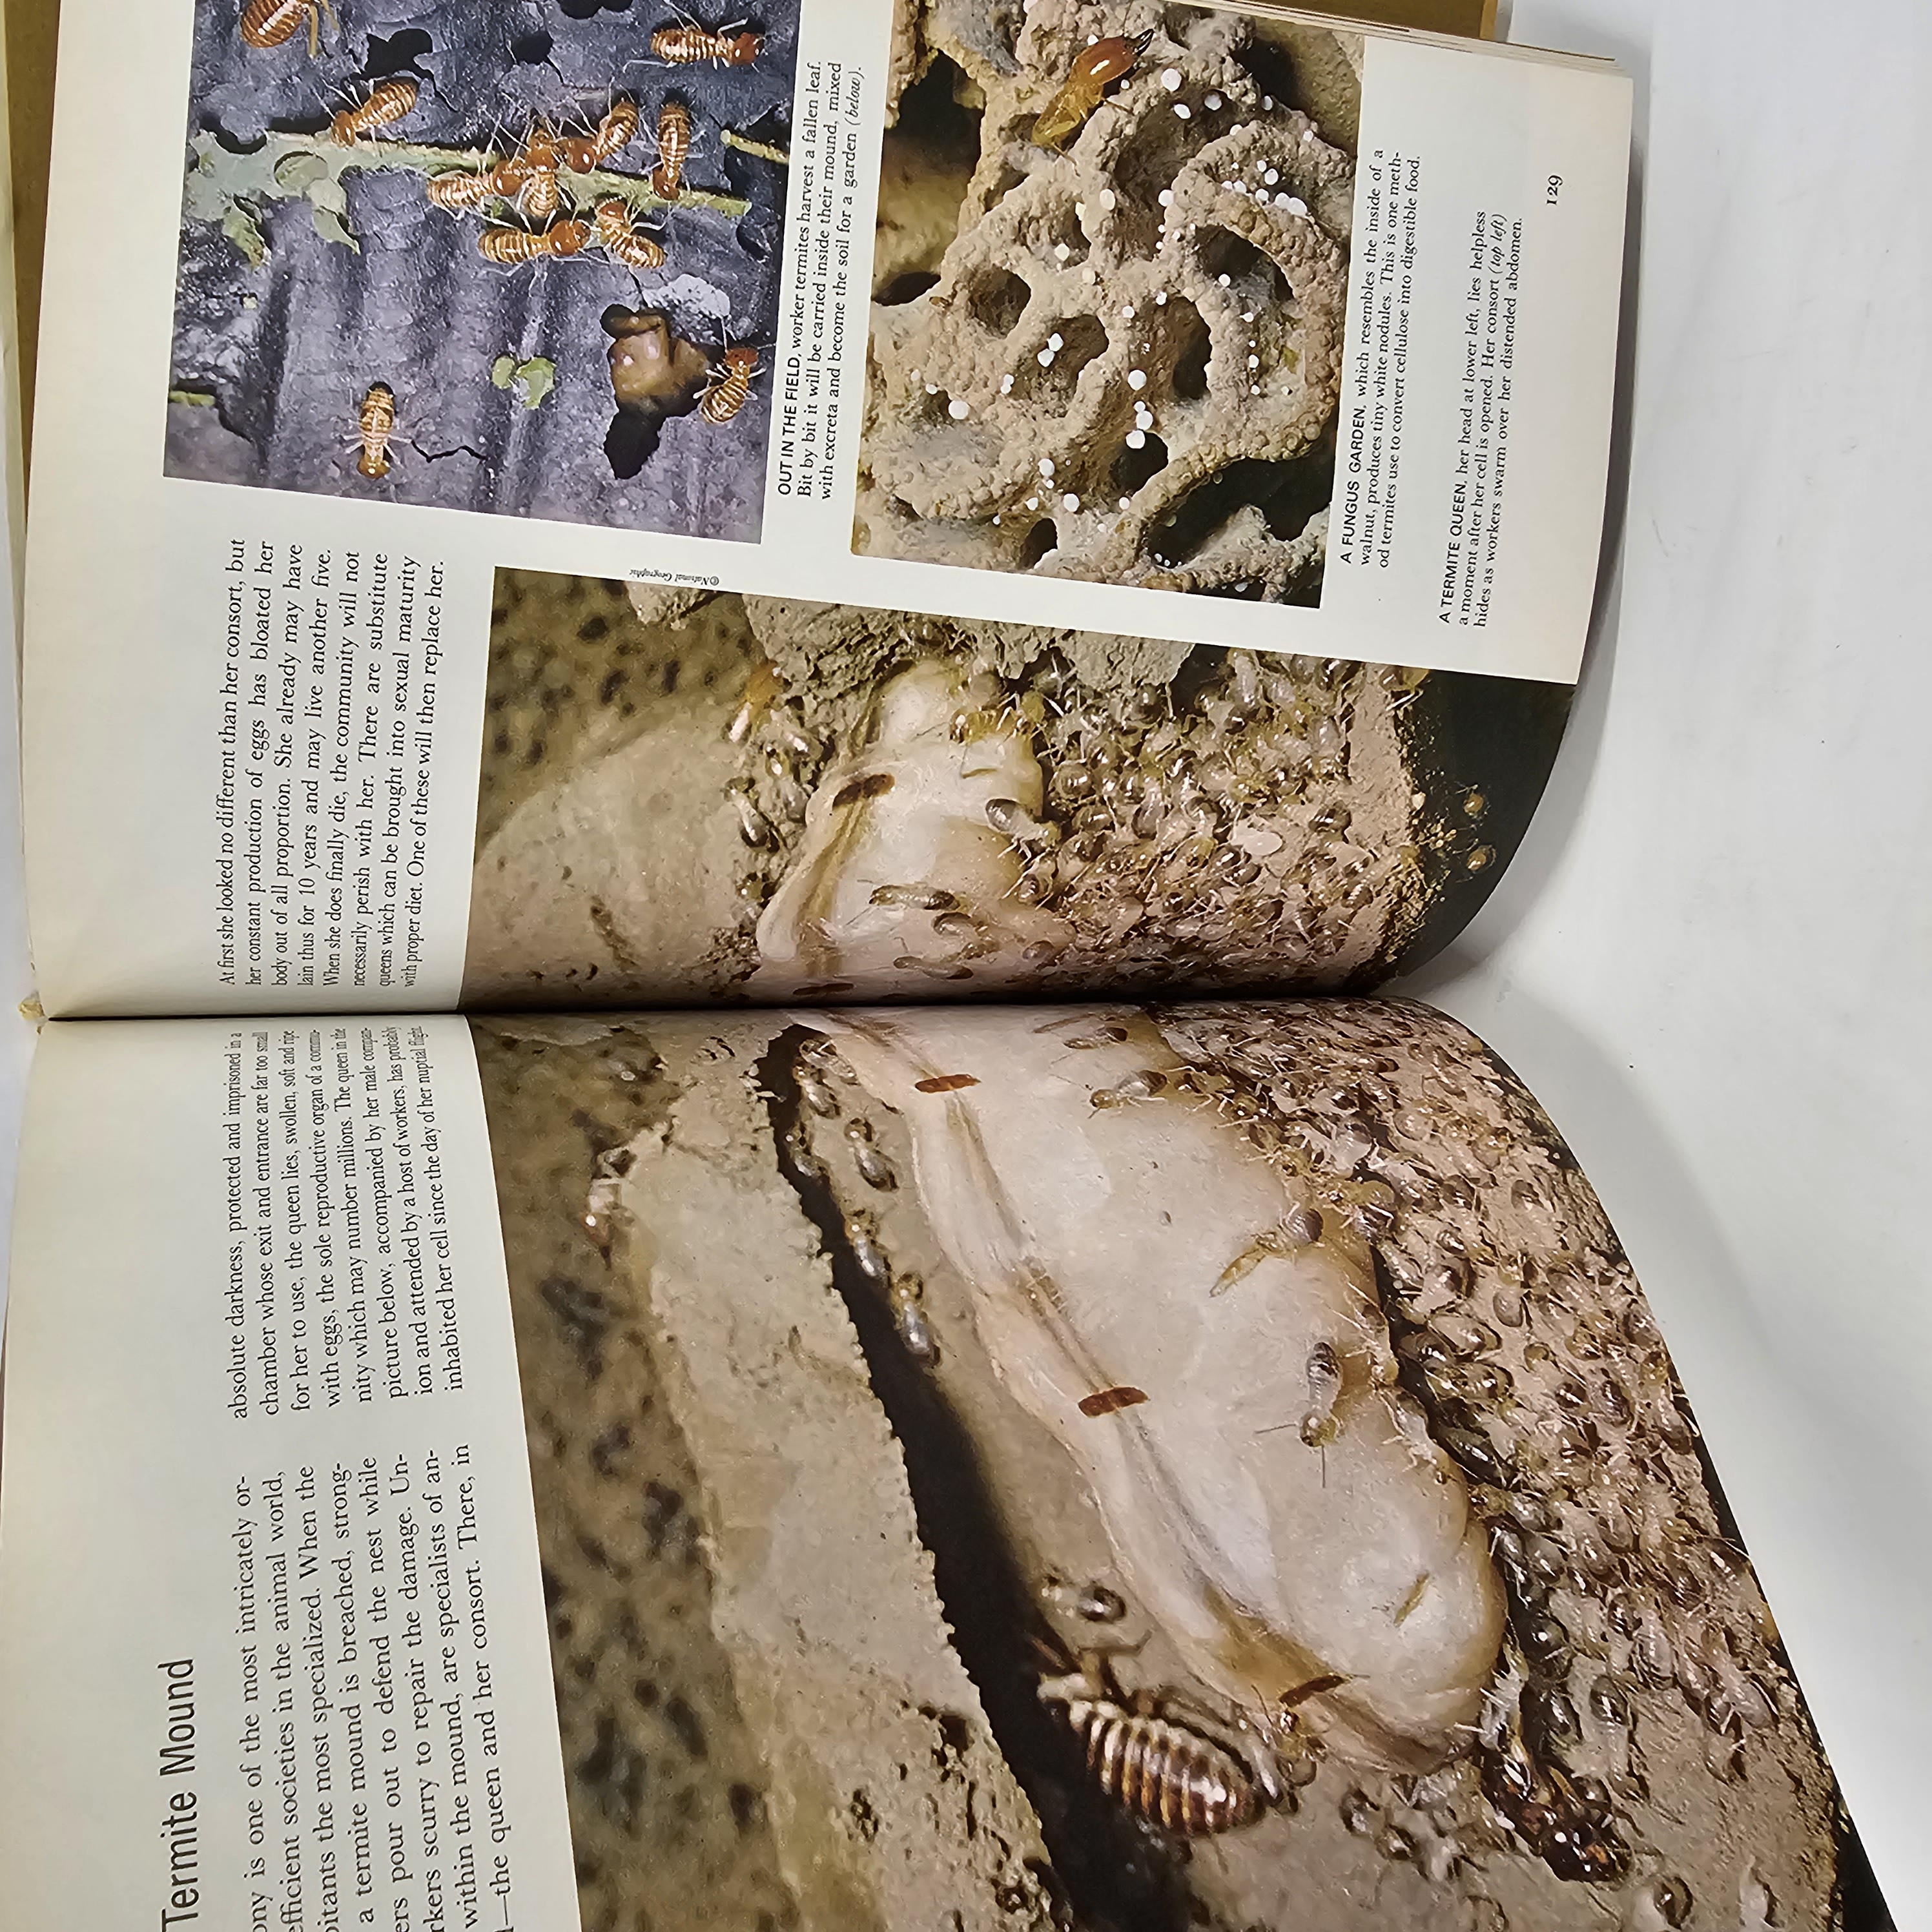 Termite Mound
ony is one of the most intricately or-
efficient societies in the animal world,
bitants the most specialized. When the
a termite mound is breached, strong-
ers pour out to defend the nest while
rkers scurry to repair the damage. Un-
within the mound, are specialists of an-
—the queen and her consort. There, in
absolute darkness, protected and imprisoned in a
chamber whose exit and entrance are far too small
for her to use, the queen lies, swollen, soft and ripe
with eggs, the sole reproductive organ of a commu-
nity which may number millions. The queen in the
picture below, accompanied by her male compan-
ion and attended by a host of workers, has probably
inhabited her cell since the day of her nuptial flight.
At first she looked no different than her consort, but
her constant production of eggs has bloated her
body out of all proportion. She already may have
lain thus for 10 years and may live another five.
When she does finally die, the community will not
necessarily perish with her. There are substitute
queens which can be brought into sexual maturity
with proper diet. One of these will then replace her.
©National Geographic
OUT IN THE FIELD, worker termites harvest a fallen leaf.
Bit by bit it will be carried inside their mound, mixed
with excreta and become the soil for a garden (below).
A FUNGUS GARDEN, which resembles the inside of a
walnut, produces tiny white nodules. This is one meth-
od termites use to convert cellulose into digestible food.
A TERMITE QUEEN, her head at lower left, lies helpless
a moment after her cell is opened. Her consort (top left)
hides as workers swarm over her distended abdomen.
129